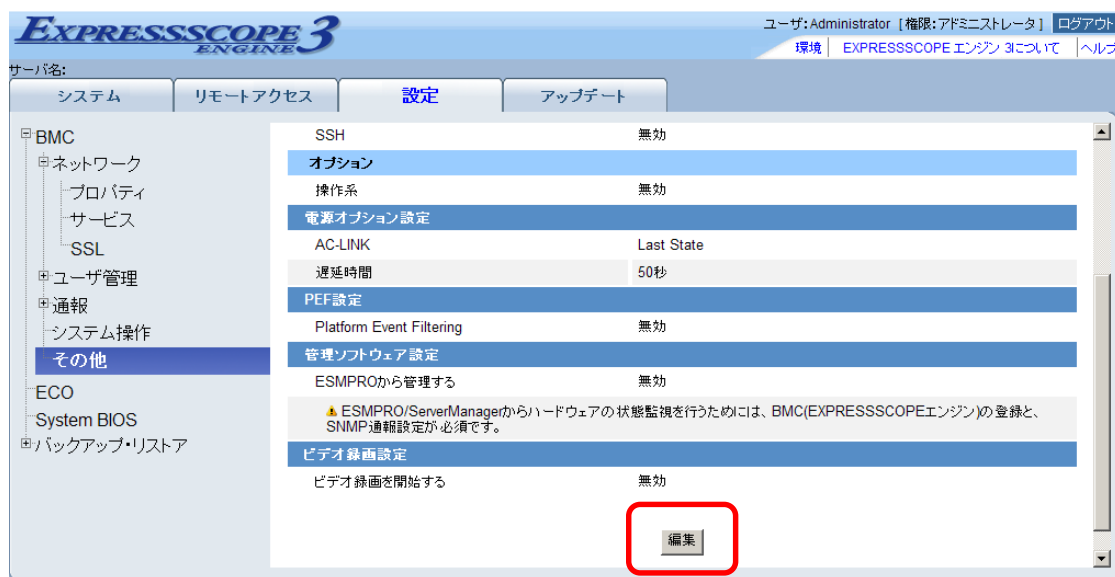 EXPRESSSCOPE 3
ENGINE
ユーザ:Administrator [権限:アドミニストレータ] ログアウト
環境 EXPRESSSCOPE エンジン 3について
サーバ名:
システム リモートアクセス 設定 アップデート
BMC
ネットワーク
プロパティ
サービス
SSL
ユーザ管理
通報
システム操作
その他
ECO
System BIOS
バックアップ・リストア
SSH 無効
オプション
操作系 無効
電源オプション設定
AC-LINK Last State
遅延時間 50秒
PEF設定
Platform Event Filtering 無効
管理ソフトウェア設定
ESMPROから管理する 無効
ESMPRO/ServerManagerからハードウェアの状態監視を行うためには、BMC(EXPRESSSCOPEエンジン)の登録と、
SNMP通報設定が必須です。
ビデオ録画設定
ビデオ録画を開始する 無効
編集